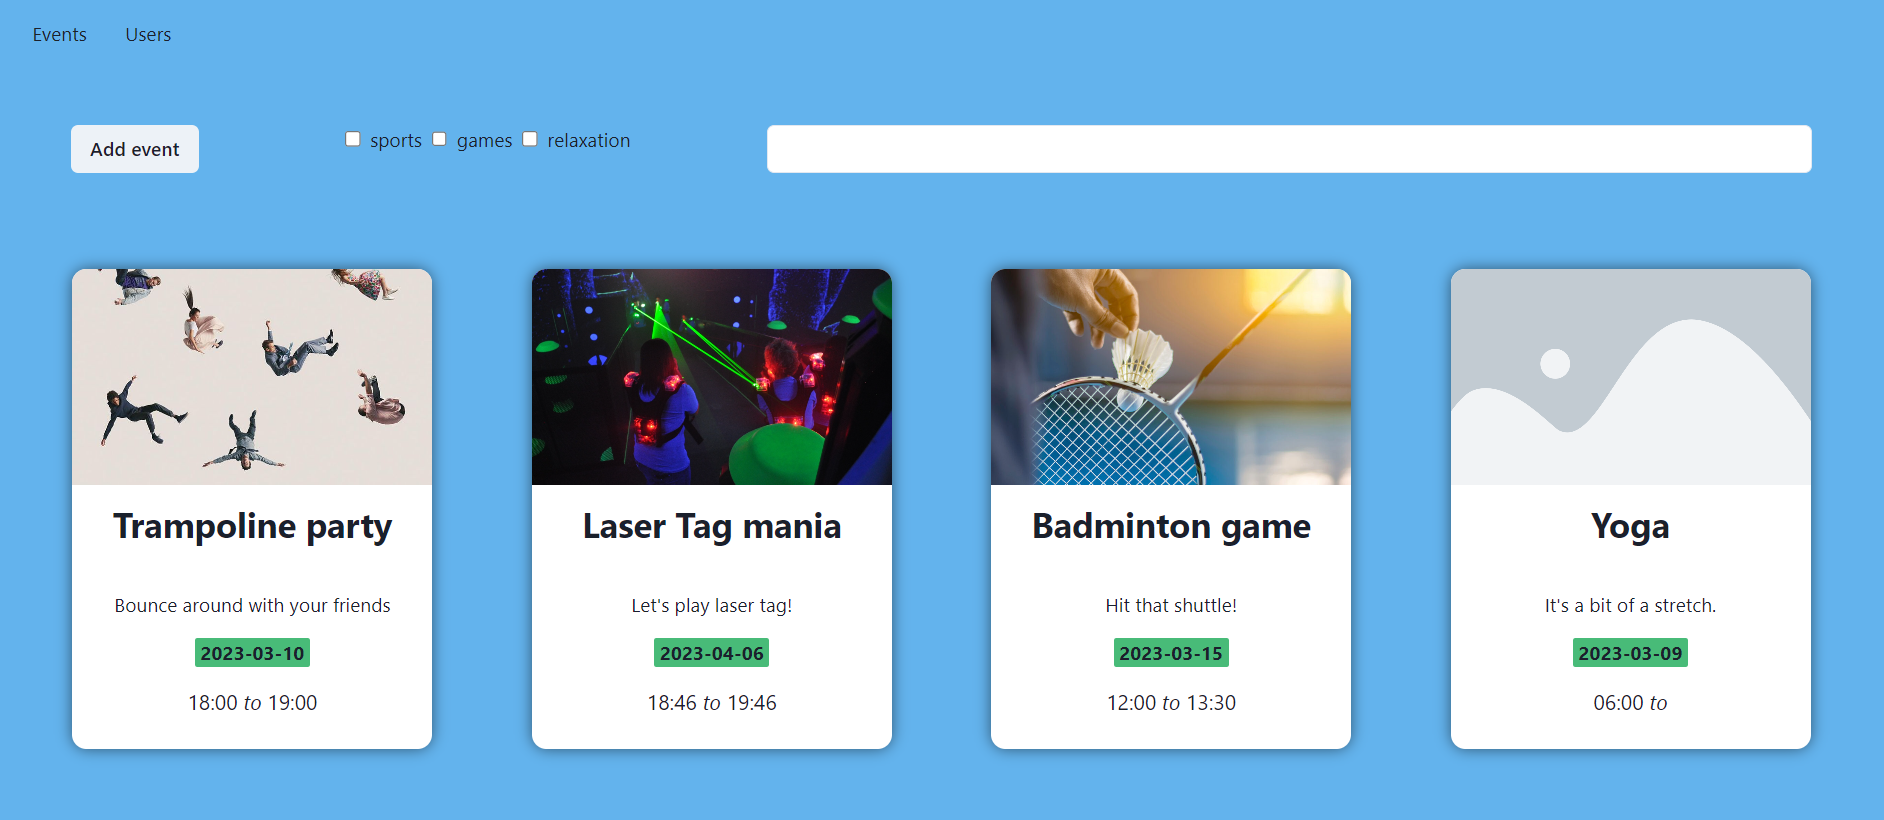 Events Users
Add event
sports games relaxation
Trampoline party
Bounce around with your friends
2023-03-10
18:00 to 19:00
Laser Tag mania
Let's play laser tag!
2023-04-06
18:46 to 19:46
Badminton game
Hit that shuttle!
2023-03-15
12:00 to 13:30
Yoga
It's a bit of a stretch.
2023-03-09
06:00 to